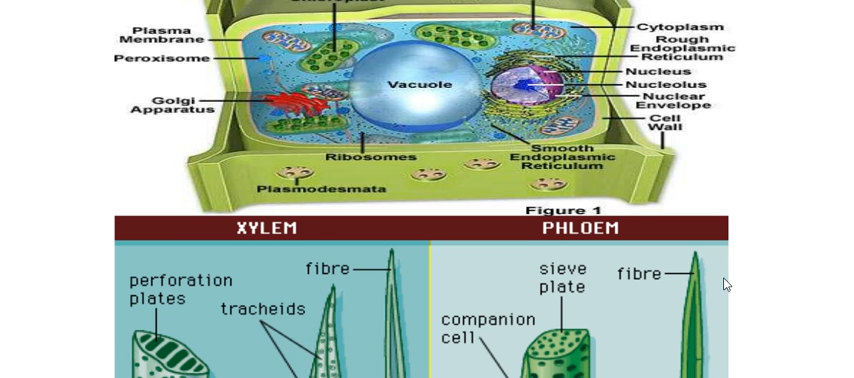 Plasma
Membrane
Peroxisome
Golgi
Apparatus
Vacuole
Ribosomes
Plasmodesmata
Cytoplasm
Rough
Endoplasmic
Reticulum
Nucleus
Nucleolus
Nuclear
Envelope
Cell
Wall
Smooth
Endoplasmic
Reticulum
Figure 1
XYLEM
PHLOEM
perforation
plates
tracheids
fibre
sieve
plate
companion
cell
fibre